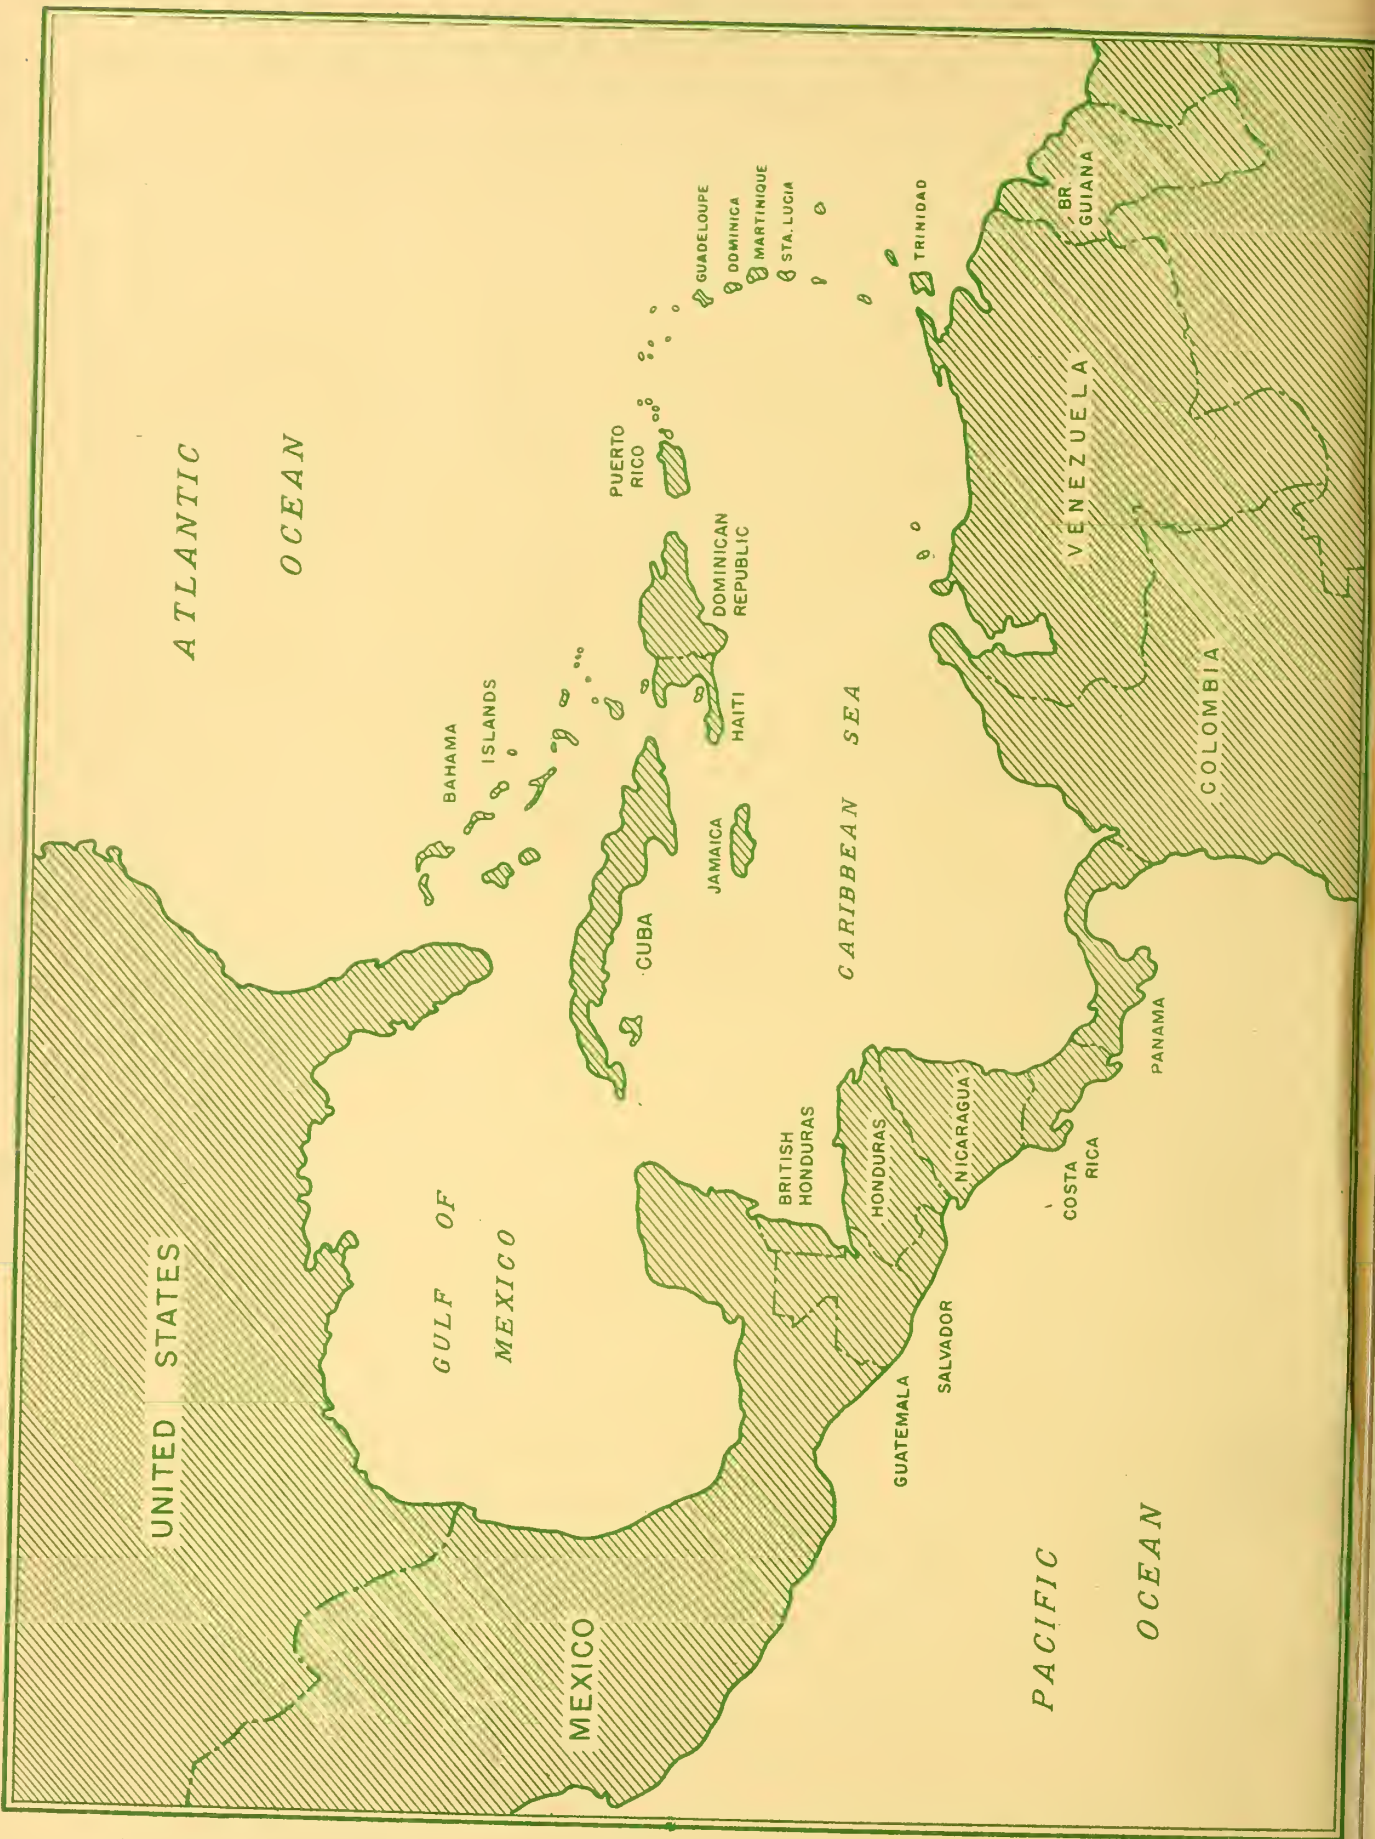 UNITED STATES
ATLANTIC
OCEAN
BAHAMA
ISLANDS
GULF OF
MEXICO
MEXICO
CUBA
JAMAICA
HAITI
DOMINICAN
REPUBLIC
PUERTO
RICO
GUADELOUPE
DOMINICA
MARTINIQUE
STA. LUCIA
TRINIDAD
CARIBBEAN SEA
BRITISH
HONDURAS
HONDURAS
NICARAGUA
GUATEMALA
SALVADOR
COSTA
RICA
PANAMA
COLOMBIA
VENEZUELA
BR.
GUIANA
PACIFIC
OCEAN